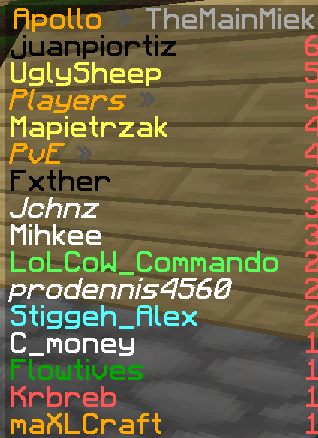 Apollo » TheMainMiek
juanpiortiz 6
UglySheep 5
Players » 5
Mapietrzak 4
PvE » 4
Fxther 3
Jchnz 3
Mihkee 3
LoLCoW_Commando 2
prodennis4560 2
Stiggeh_Alex 2
C_money 1
Flowtives 1
Krbreb 1
maXLCraft 1